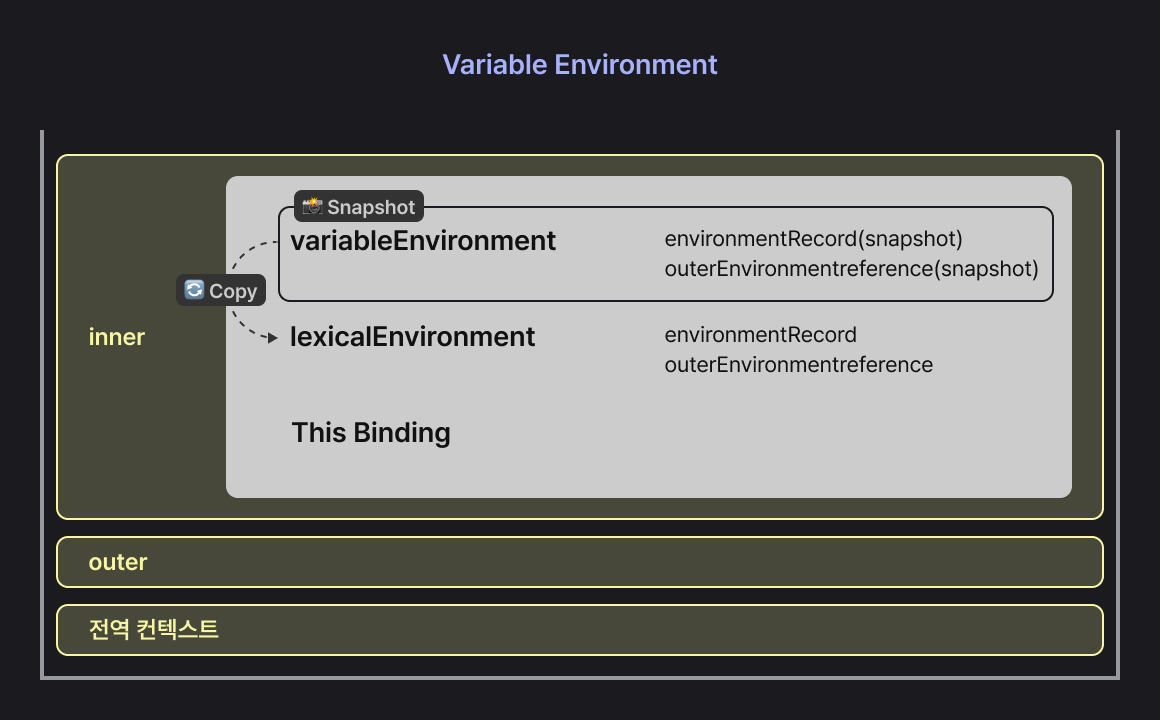 Variable Environment
Snapshot
variableEnvironment
environmentRecord(snapshot)
outerEnvironmentreference(snapshot)
Copy
inner
lexicalEnvironment
environmentRecord
outerEnvironmentreference
This Binding
outer
전역 컨텍스트